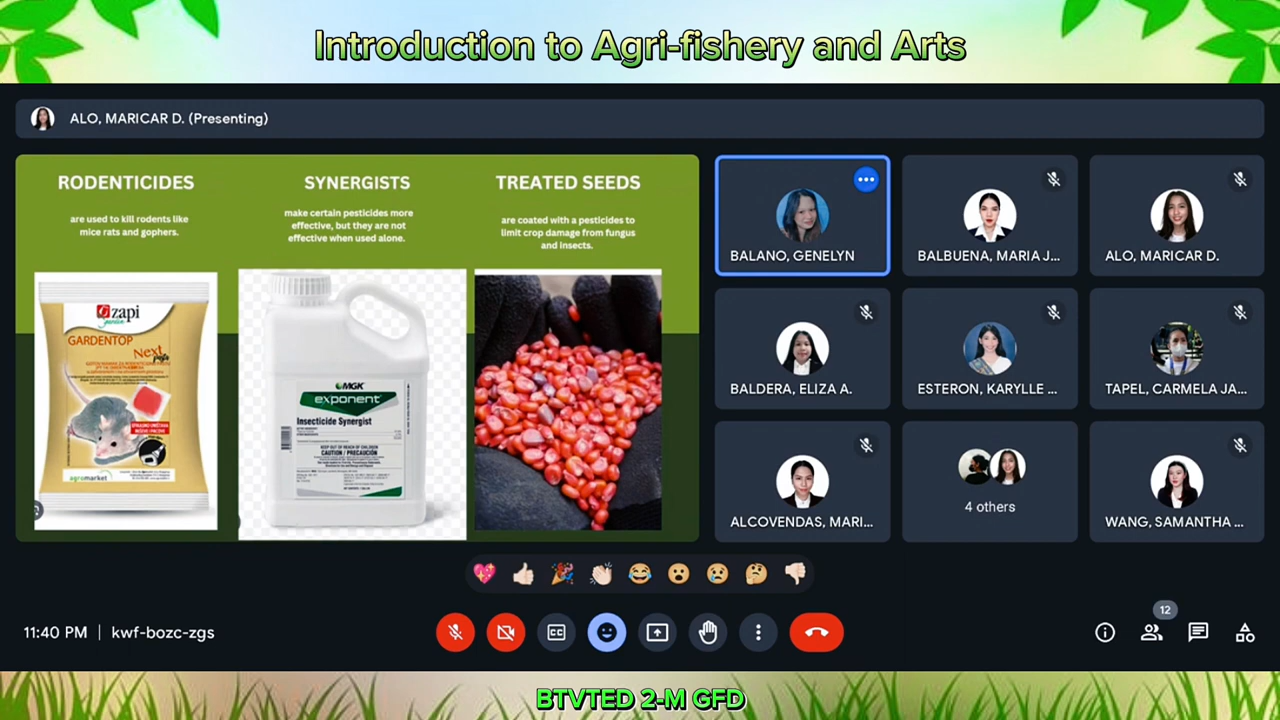 Introduction to Agri-fishery and Arts
ALO, MARICAR D. (Presenting)
RODENTICIDES
are used to kill rodents like
mice rats and gophers.
SYNERGISTS
make certain pesticides more
effective, but they are not
effective when used alone.
TREATED SEEDS
are coated with a pesticides to
limit crop damage from fungus
and insects.
zapi
garden
GARDENTOP
Next
pasta
agromarket
MGK
exponent
Insecticide Synergist
KEEP OUT OF REACH OF CHILDREN
CAUTION / PRECAUCIÓN
BALANO, GENELYN
BALBUENA, MARIA J...
ALO, MARICAR D.
BALDERA, ELIZA A.
ESTERON, KARYLLE ...
TAPEL, CARMELA JA...
ALCOVENDAS, MARI...
4 others
WANG, SAMANTHA ...
11:40 PM | kwf-bozc-zgs
CC
12
BTVTED 2-M GFD